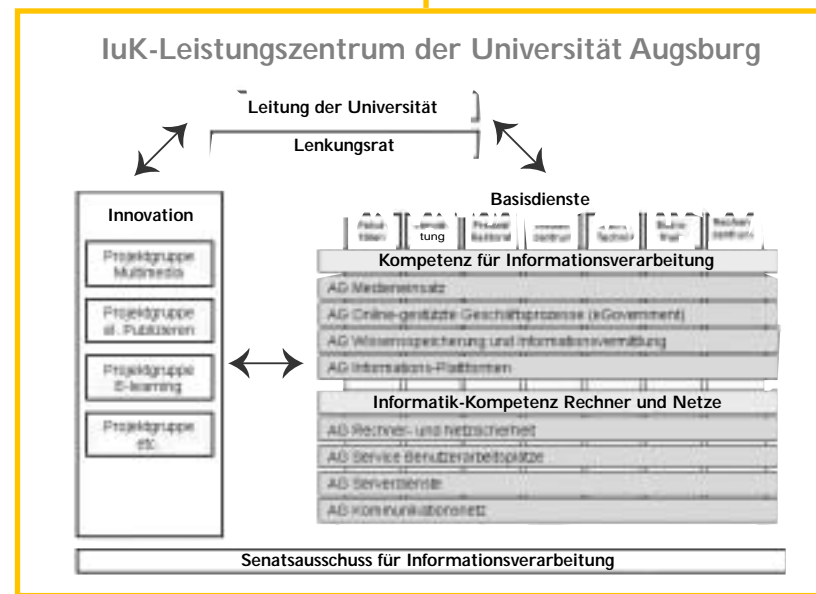 IuK-Leistungszentrum der Universität Augsburg
Leitung der Universität
Lenkungsrat
Innovation
Projektgruppe
Multimedia
Projektgruppe
el. Publizieren
Projektgruppe
E-learning
Projektgruppe
etc.
Basisdienste
tung
Technik
Rechen
zentrum
Kompetenz für Informationsverarbeitung
AG Medieneinsatz
AG Online-gestützte Geschäftsprozesse (eGovernment)
AG Wissensspeicherung und Informationsvermittlung
AG Informations-Plattformen
Informatik-Kompetenz Rechner und Netze
AG Rechner- und Netzsicherheit
AG Service Benutzerarbeitsplätze
AG Serverdienste
AG Kommunikationsnetz
Senatsausschuss für Informationsverarbeitung